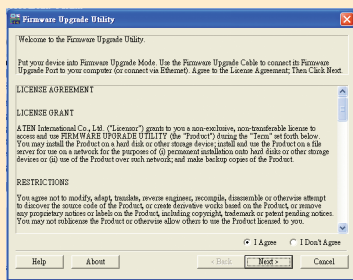 Firmware Upgrade Utility
Welcome to the Firmware Upgrade Utility.
Put your device into Firmware Upgrade Mode. Use the Firmware Upgrade Cable to connect its Firmware
Upgrade Port to your computer (or connect via Ethernet). Agree to the License Agreement; Then Click Next.
LICENSE AGREEMENT
LICENSE GRANT
ATEN International Co., Ltd. ("Licensor") grants to you a non-exclusive, non-transferable license to
access and use FIRMWARE UPGRADE UTILITY (the "Product") during the "Term" set forth below.
You may install the Product on a hard disk or other storage device; install and use the Product on a file
server for use on a network for the purposes of (i) permanent installation onto hard disks or other storage
devices or (ii) use of the Product over such network; and make backup copies of the Product.
RESTRICTIONS
You agree not to modify, adapt, translate, reverse engineer, recompile, disassemble or otherwise attempt
to discover the source code of the Product, or create derivative works based on the Product, or remove
any proprietary notices or labels on the Product, including copyright, trademark or patent pending notices.
You may not sublicense the Product or otherwise allow others to use the Product licensed to you.
I Agree I Don't Agree
Help About < Back Next > Cancel